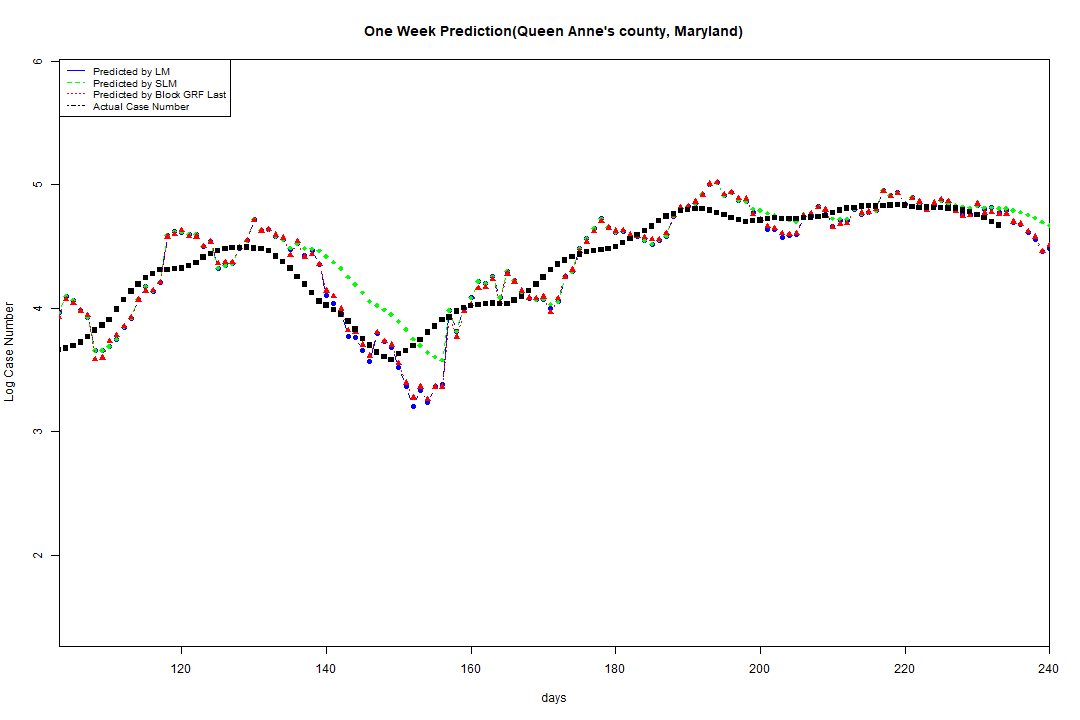 One Week Prediction(Queen Anne's county, Maryland)
6
Predicted by LM
Predicted by SLM
Predicted by Block GRF Last
Actual Case Number
5
4
3
2
Log Case Number
120 140 160 180 200 220 240
days